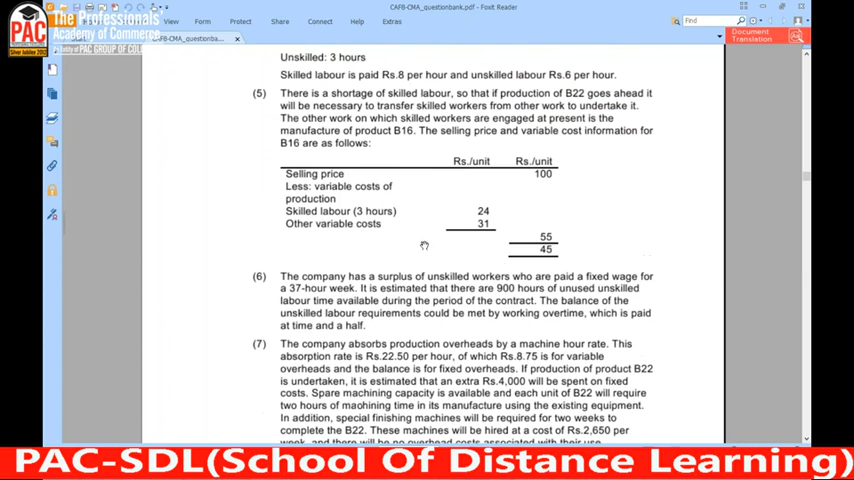 CAF8-CMA_questionbank.pdf - Foxit Reader
PAC
Silver Jubilee
The Professionals
Academy of Commerce
View Form Protect Share Connect Help Extras
Find
Document
Translation
Unskilled: 3 hours
Skilled labour is paid Rs.8 per hour and unskilled labour Rs.6 per hour.
(5) There is a shortage of skilled labour, so that if production of B22 goes ahead it
will be necessary to transfer skilled workers from other work to undertake it.
The other work on which skilled workers are engaged at present is the
manufacture of product B16. The selling price and variable cost information for
B16 are as follows:
Rs./unit Rs./unit
Selling price 100
Less: variable costs of
production
Skilled labour (3 hours) 24
Other variable costs 31
55
45
(6) The company has a surplus of unskilled workers who are paid a fixed wage for
a 37-hour week. It is estimated that there are 900 hours of unused unskilled
labour time available during the period of the contract. The balance of the
unskilled labour requirements could be met by working overtime, which is paid
at time and a half.
(7) The company absorbs production overheads by a machine hour rate. This
absorption rate is Rs.22.50 per hour, of which Rs.8.75 is for variable
overheads and the balance is for fixed overheads. If production of product B22
is undertaken, it is estimated that an extra Rs.4,000 will be spent on fixed
costs. Spare machining capacity is available and each unit of B22 will require
two hours of machining time in its manufacture using the existing equipment.
In addition, special finishing machines will be required for two weeks to
complete the B22. These machines will be hired at a cost of Rs.2,650 per
week, and there will be no overhead costs associated with their use.
PAC-SDL(School Of Distance Learning)